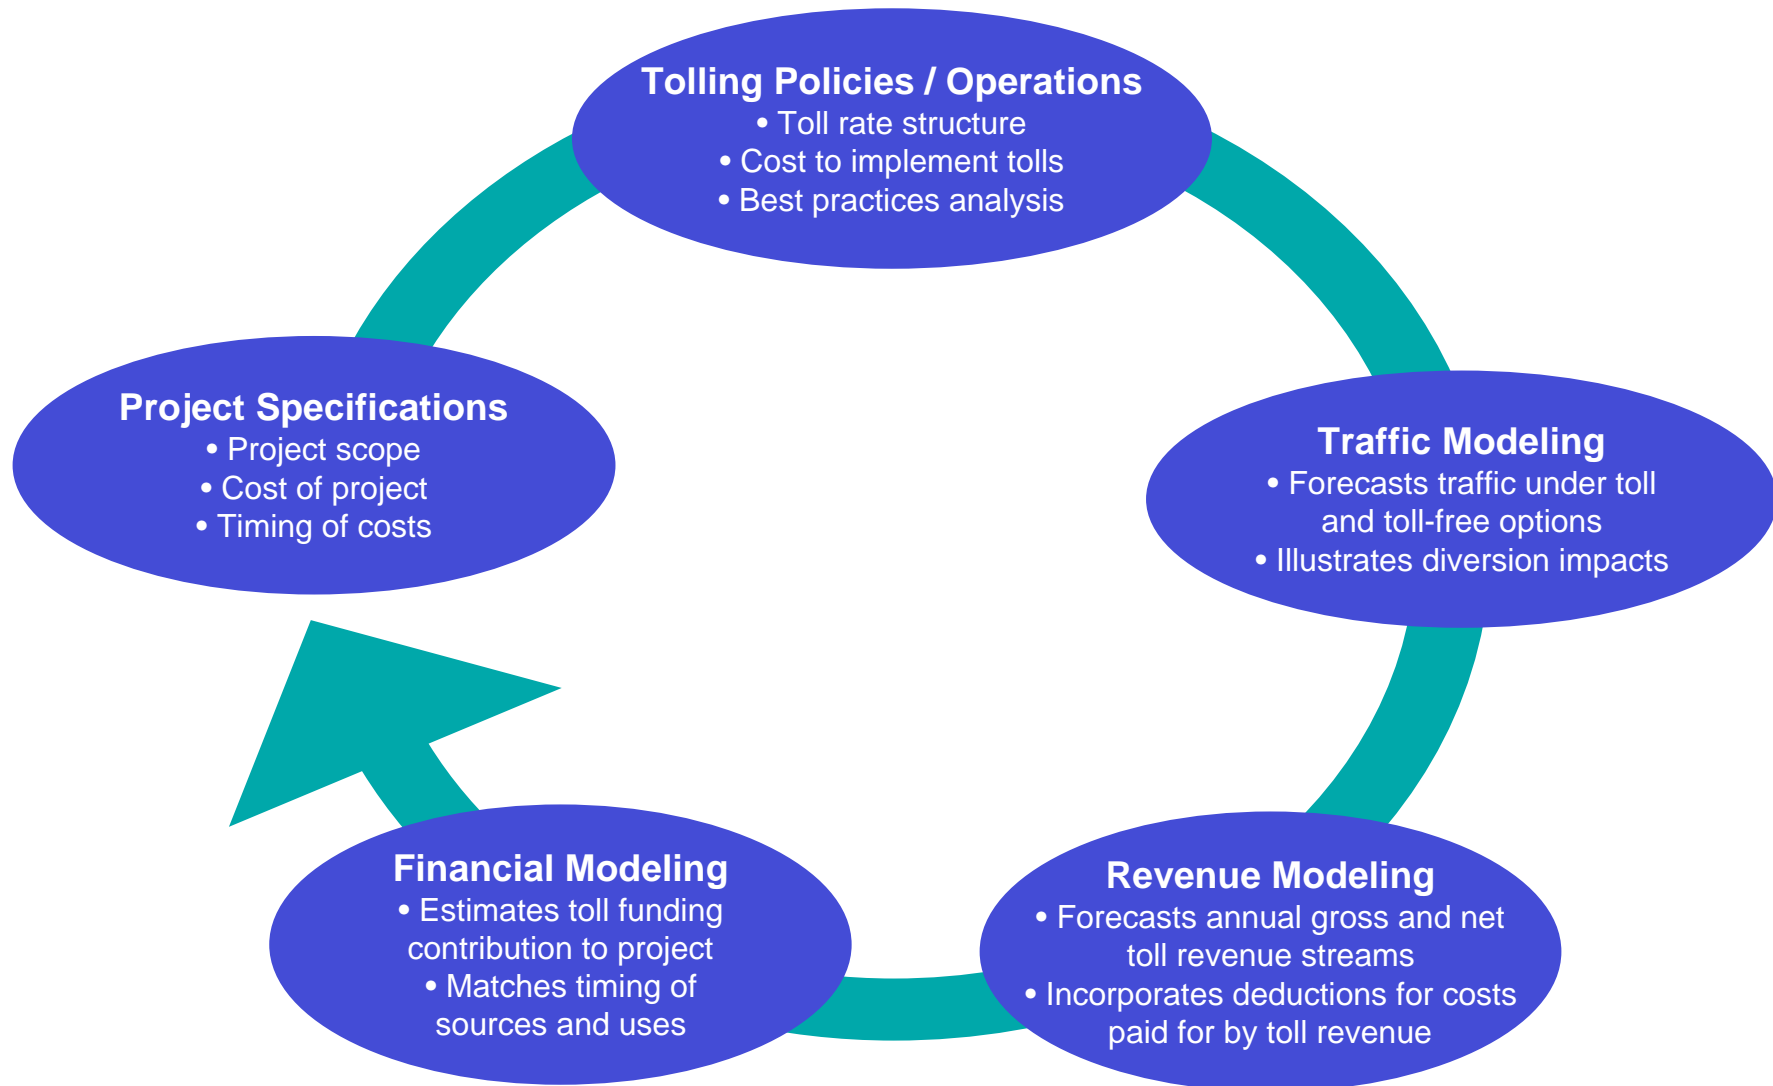 Tolling Policies / Operations
• Toll rate structure
• Cost to implement tolls
• Best practices analysis
Project Specifications
• Project scope
• Cost of project
• Timing of costs
Traffic Modeling
• Forecasts traffic under toll
and toll-free options
• Illustrates diversion impacts
Financial Modeling
• Estimates toll funding
contribution to project
• Matches timing of
sources and uses
Revenue Modeling
• Forecasts annual gross and net
toll revenue streams
• Incorporates deductions for costs
paid for by toll revenue